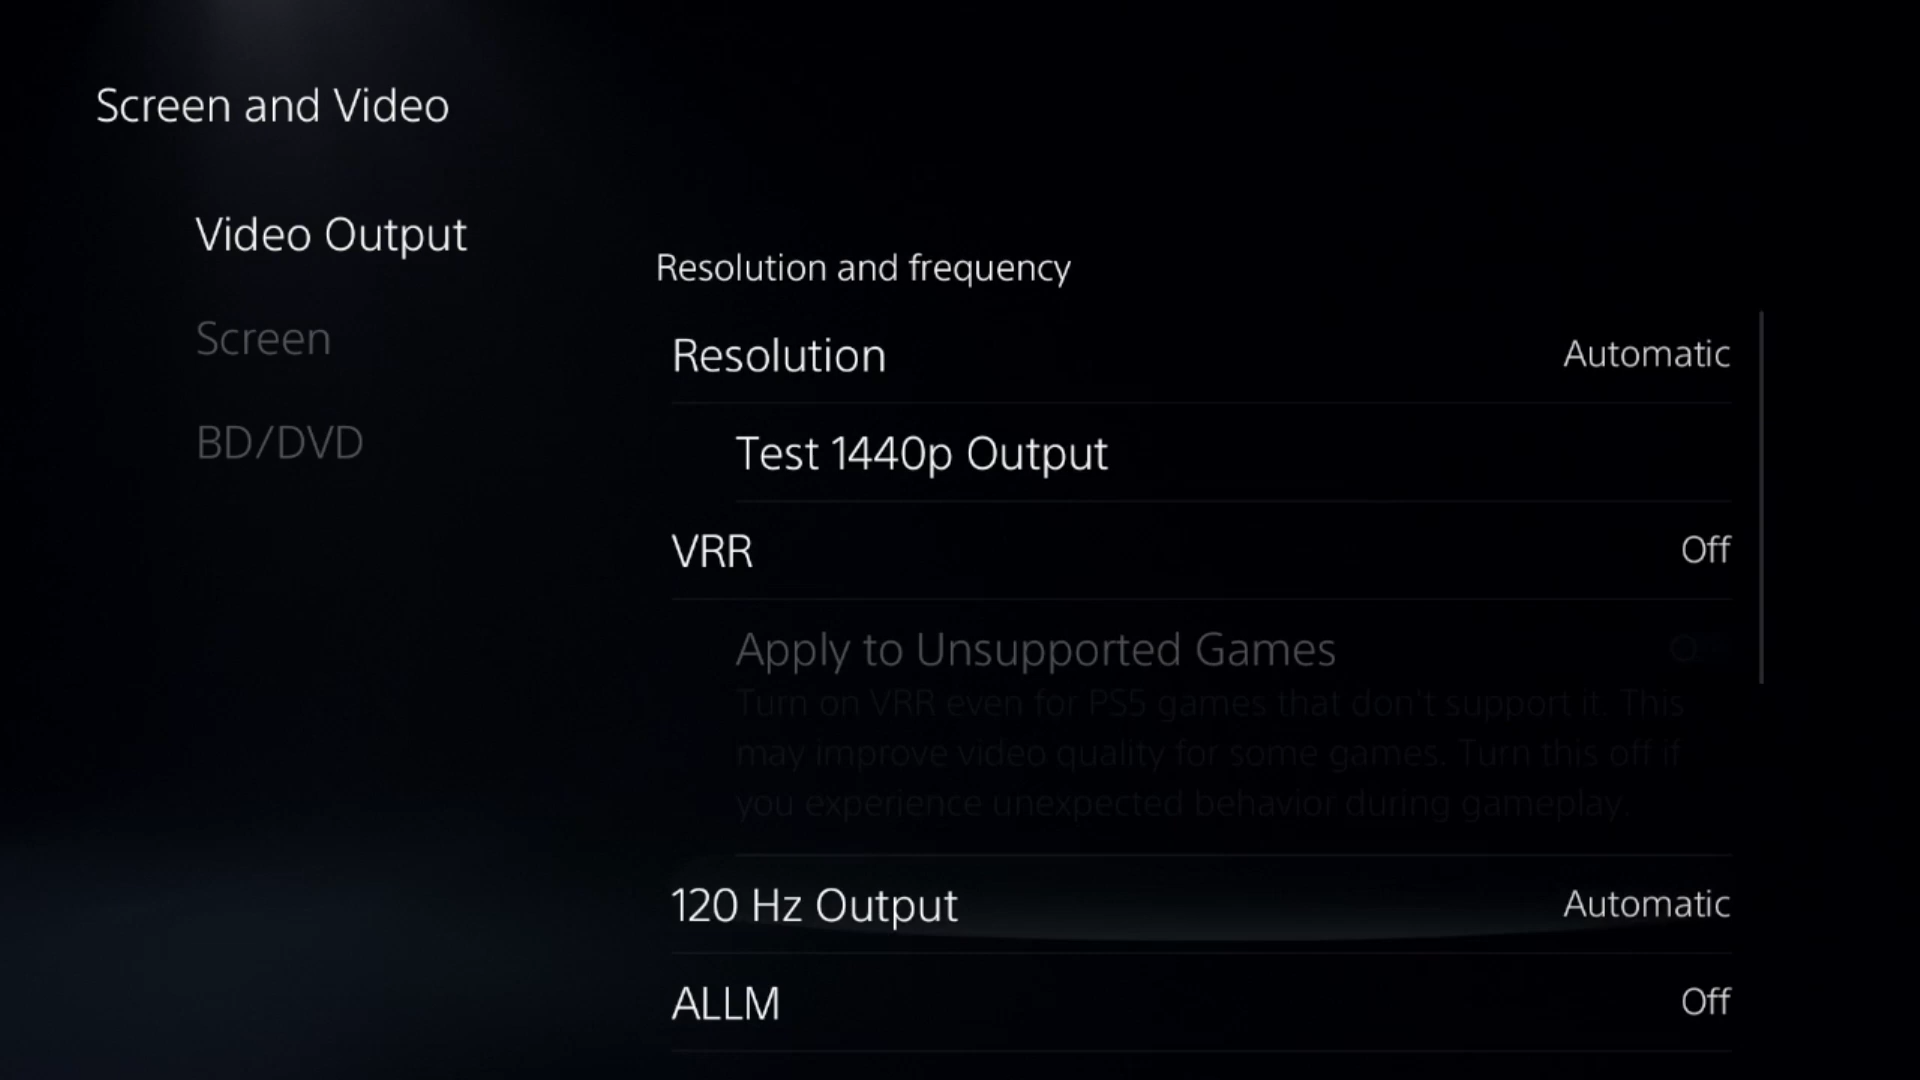 Screen and Video
Video Output
Screen
BD/DVD
Resolution and frequency
Resolution Automatic
Test 1440p Output
VRR Off
Apply to Unsupported Games
Turn on VRR even for PS5 games that don't support it. This
may improve video quality for some games. Turn this off if
you experience unexpected behavior during gameplay.
120 Hz Output Automatic
ALLM Off